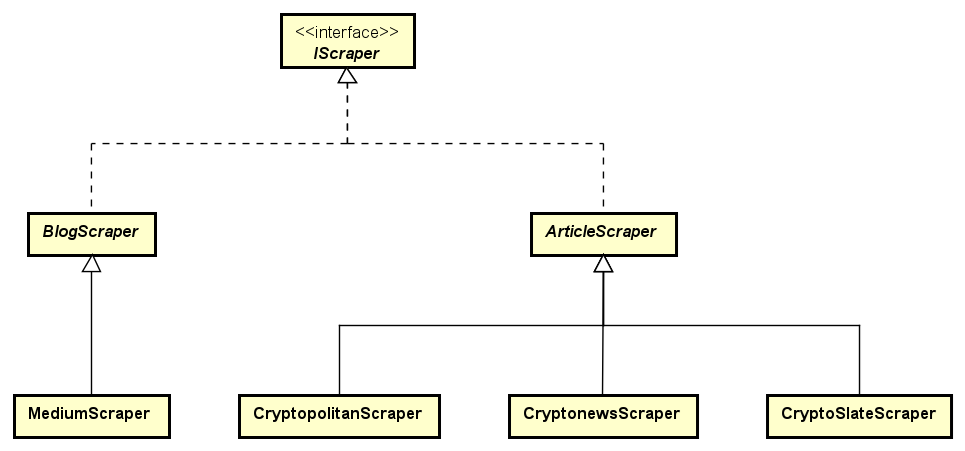 <<interface>>
IScraper
BlogScraper
ArticleScraper
MediumScraper
CryptopolitanScraper
CryptonewsScraper
CryptoSlateScraper